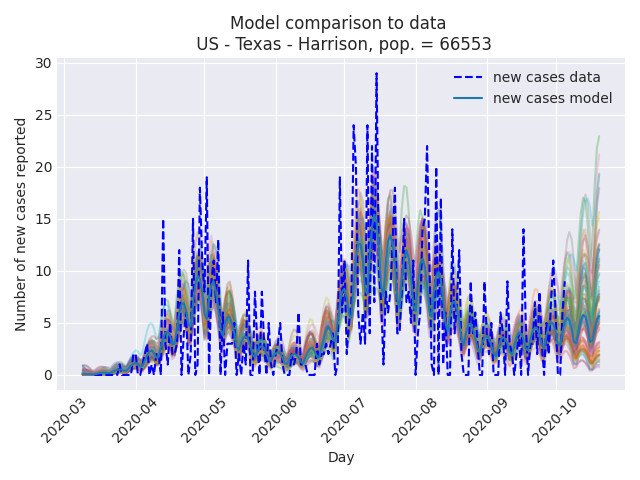 Model comparison to data
US - Texas - Harrison, pop. = 66553
new cases data
new cases model
Number of new cases reported
30
25
20
15
10
5
0
2020-03
2020-04
2020-05
2020-06
2020-07
2020-08
2020-09
2020-10
Day